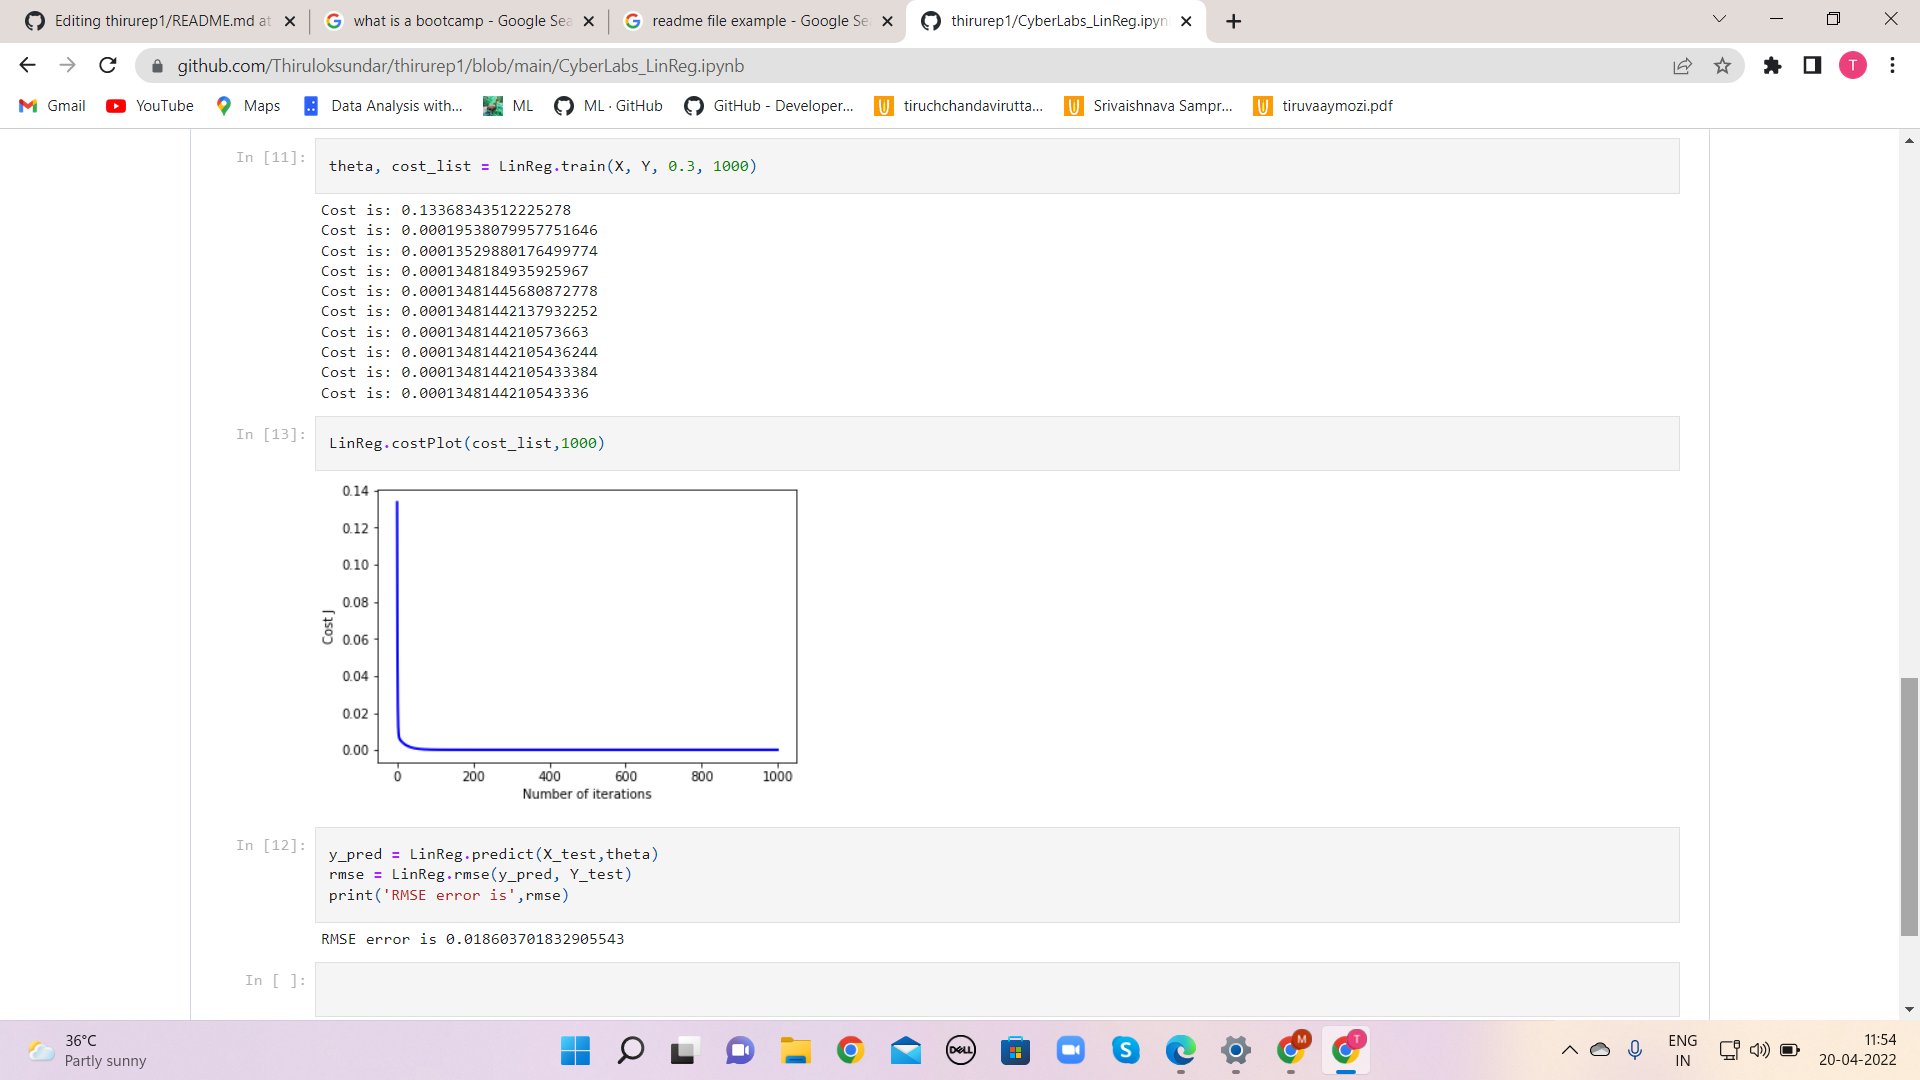 Editing thirurep1/README.md at
what is a bootcamp - Google Sea
readme file example - Google Se
thirurep1/CyberLabs_LinReg.ipyn
github.com/Thiruloksundar/thirurep1/blob/main/CyberLabs_LinReg.ipynb
T
Gmail
YouTube
Maps
Data Analysis with...
ML
ML · GitHub
GitHub - Developer...
tiruchchandavirutta...
Srivaishnava Sampr...
tiruvaaymozi.pdf
In [11]:
theta, cost_list = LinReg.train(X, Y, 0.3, 1000)
Cost is: 0.13368343512225278
Cost is: 0.00019538079957751646
Cost is: 0.00013529880176499774
Cost is: 0.0001348184935925967
Cost is: 0.00013481445680872778
Cost is: 0.00013481442137932252
Cost is: 0.0001348144210573663
Cost is: 0.00013481442105436244
Cost is: 0.00013481442105433384
Cost is: 0.0001348144210543336
In [13]:
LinReg.costPlot(cost_list,1000)
0.14
0.12
0.10
0.08
0.06
0.04
0.02
0.00
Cost J
0 200 400 600 800 1000
Number of iterations
In [12]:
y_pred = LinReg.predict(X_test,theta)
rmse = LinReg.rmse(y_pred, Y_test)
print('RMSE error is',rmse)
RMSE error is 0.018603701832905543
In [ ]:
36°C
Partly sunny
DELL
S
M
T
ENG
IN
11:54
20-04-2022